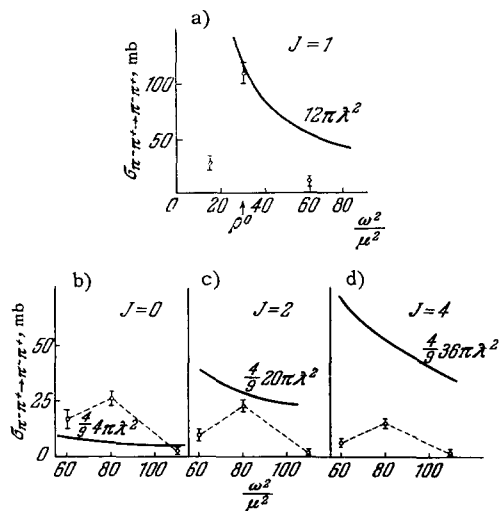 a)
J = 1
σπ⁻π⁺→π⁻π⁺, mb
100
50
12πƛ²
0 20 40 60 80
ρ⁰
ω²/μ²
b) c) d)
J = 0 J = 2 J = 4
σπ⁻π⁺→π⁻π⁺, mb
50
25
0
4/9 4πƛ²
4/9 20πƛ²
4/9 36πƛ²
60 80 100 60 80 100 60 80 100
ω²/μ²